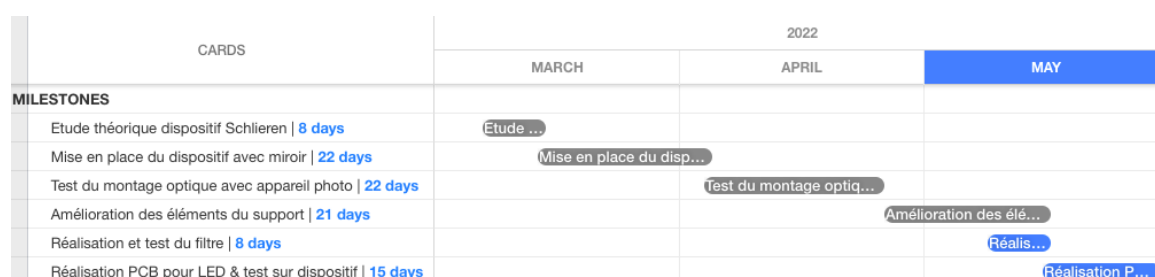 2022
CARDS
MARCH APRIL MAY
MILESTONES
Etude théorique dispositif Schlieren | 8 days Etude ...
Mise en place du dispositif avec miroir | 22 days Mise en place du disp...
Test du montage optique avec appareil photo | 22 days Test du montage optiq...
Amélioration des éléments du support | 21 days Amélioration des élé...
Réalisation et test du filtre | 8 days Réalis...
Réalisation PCB pour LED & test sur dispositif | 15 days Réalisation P...